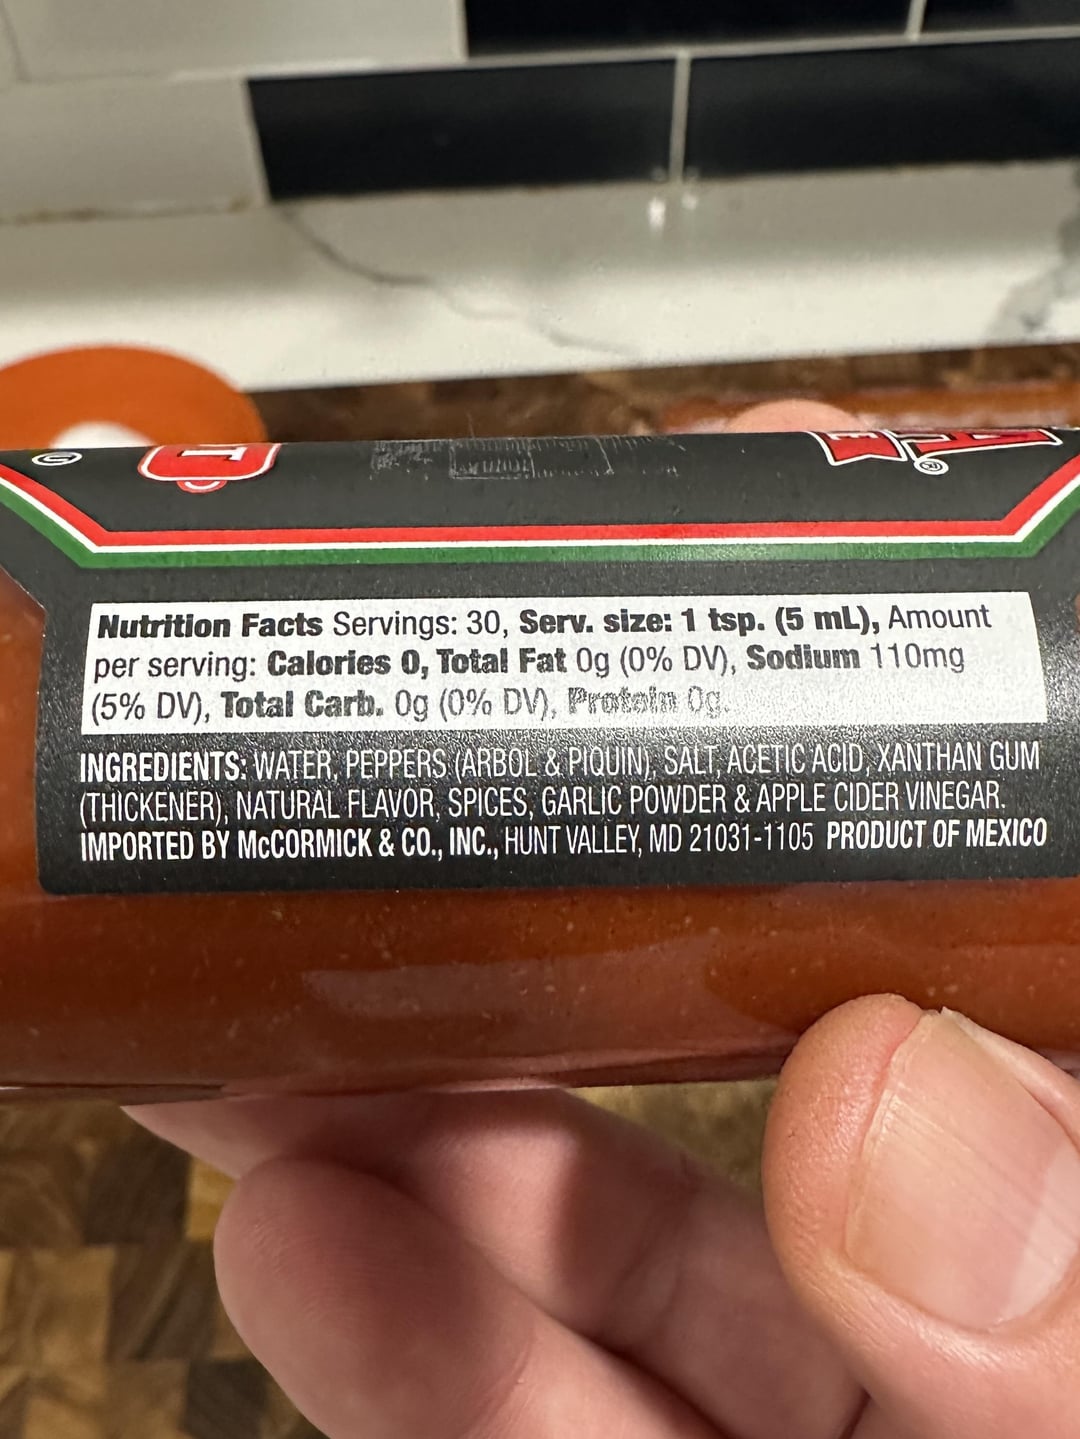 U
T
®
Nutrition Facts Servings: 30, Serv. size: 1 tsp. (5 mL), Amount
per serving: Calories 0, Total Fat 0g (0% DV), Sodium 110mg
(5% DV), Total Carb. 0g (0% DV), Protein 0g.
INGREDIENTS: WATER, PEPPERS (ARBOL & PIQUIN), SALT, ACETIC ACID, XANTHAN GUM
(THICKENER), NATURAL FLAVOR, SPICES, GARLIC POWDER & APPLE CIDER VINEGAR.
IMPORTED BY McCORMICK & CO., INC., HUNT VALLEY, MD 21031-1105 PRODUCT OF MEXICO